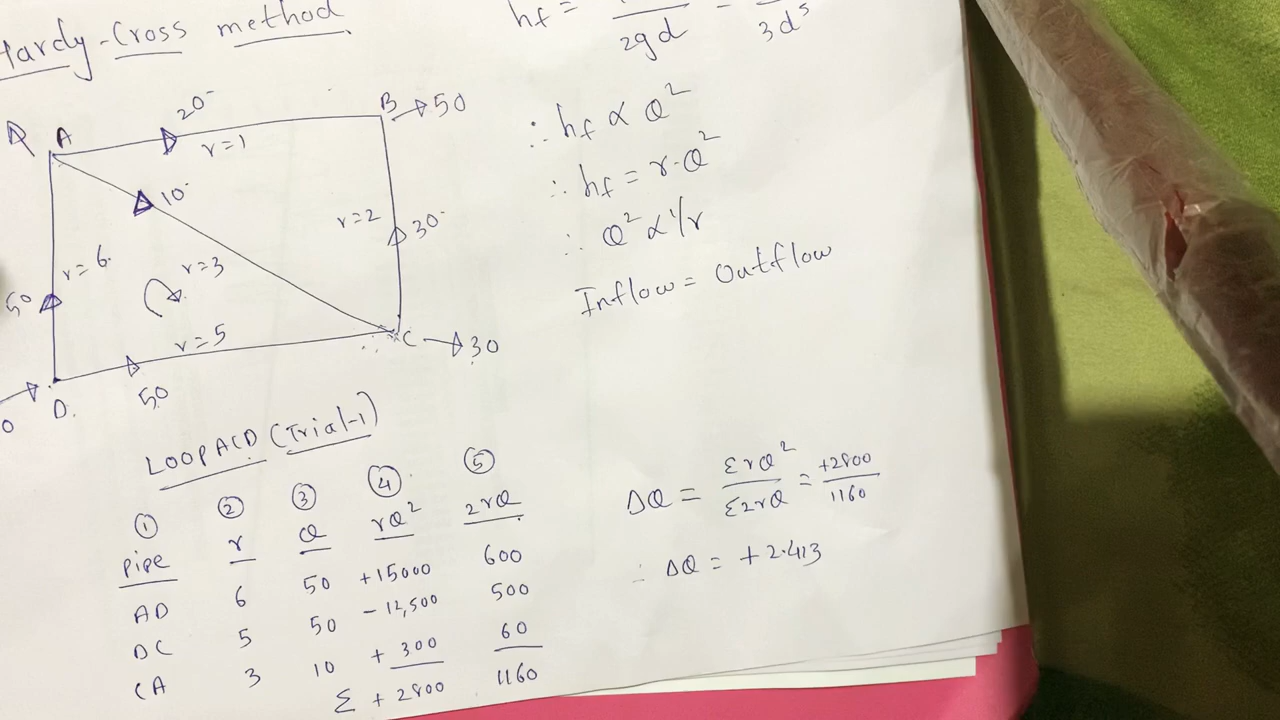 Hardy-Cross method
hf =
2gd
3d⁵
A
20
r=1
B → 50
10
r=2
30
r=6
r=3
50
r=5
C → 30
D.
50
∴ hf ∝ Q²
∴ hf = r·Q²
∴ Q² ∝ 1/r
Inflow = Outflow
LOOP ACD (Trial-1)
① ② ③ ④ ⑤
Pipe r Q rQ² 2rQ
AD 6 50 +15000 600
DC 5 50 - 12,500 500
CA 3 10 + 300 60
Σ + 2800 1160
ΔQ = ΣrQ² / Σ2rQ = +2800 / 1160
∴ ΔQ = + 2.413